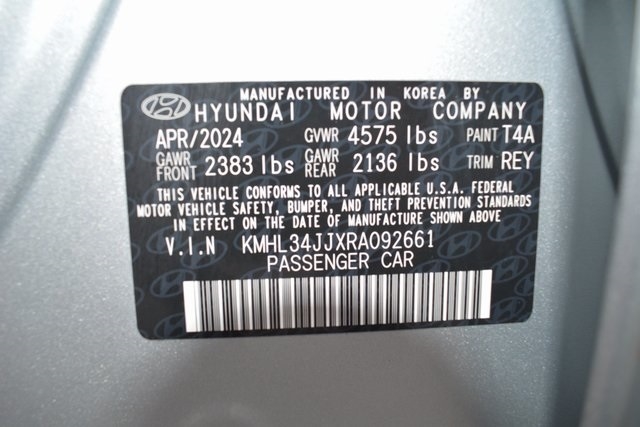 MANUFACTURED IN KOREA BY
HYUNDAI MOTOR COMPANY
APR/2024 GVWR 4575 lbs PAINT T4A
GAWR FRONT 2383 lbs GAWR REAR 2136 lbs TRIM REY
THIS VEHICLE CONFORMS TO ALL APPLICABLE U.S.A. FEDERAL
MOTOR VEHICLE SAFETY, BUMPER, AND THEFT PREVENTION STANDARDS
IN EFFECT ON THE DATE OF MANUFACTURE SHOWN ABOVE
V.I.N KMHL34JJXRA092661
PASSENGER CAR